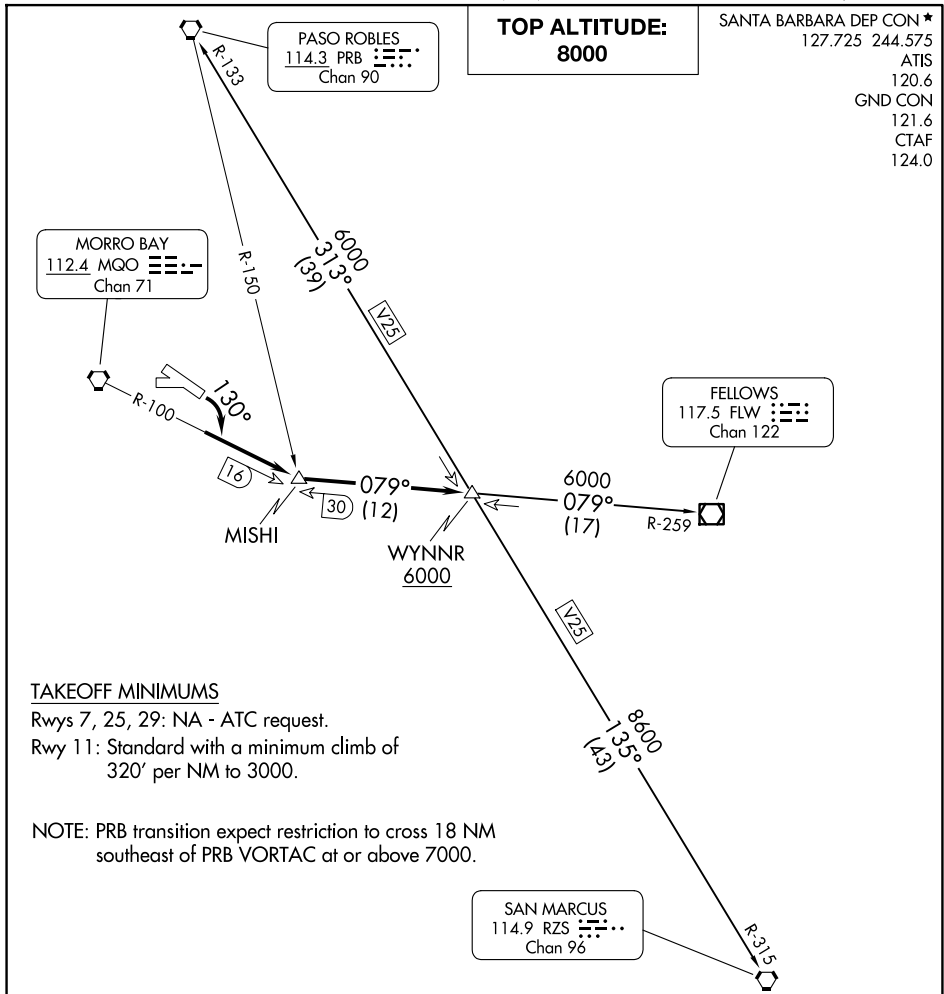 TOP ALTITUDE:
8000
SANTA BARBARA DEP CON ★
127.725 244.575
ATIS
120.6
GND CON
121.6
CTAF
124.0
PASO ROBLES
114.3 PRB
Chan 90
R-133
MORRO BAY
112.4 MQO
Chan 71
R-150
6000
313°
(39)
V25
FELLOWS
117.5 FLW
Chan 122
R-100
130°
16
MISHI
30
079°
(12)
WYNNR
6000
6000
079°
(17)
R-259
V25
8600
135°
(43)
TAKEOFF MINIMUMS
Rwys 7, 25, 29: NA - ATC request.
Rwy 11: Standard with a minimum climb of
320' per NM to 3000.
NOTE: PRB transition expect restriction to cross 18 NM
southeast of PRB VORTAC at or above 7000.
SAN MARCUS
114.9 RZS
Chan 96
R-315